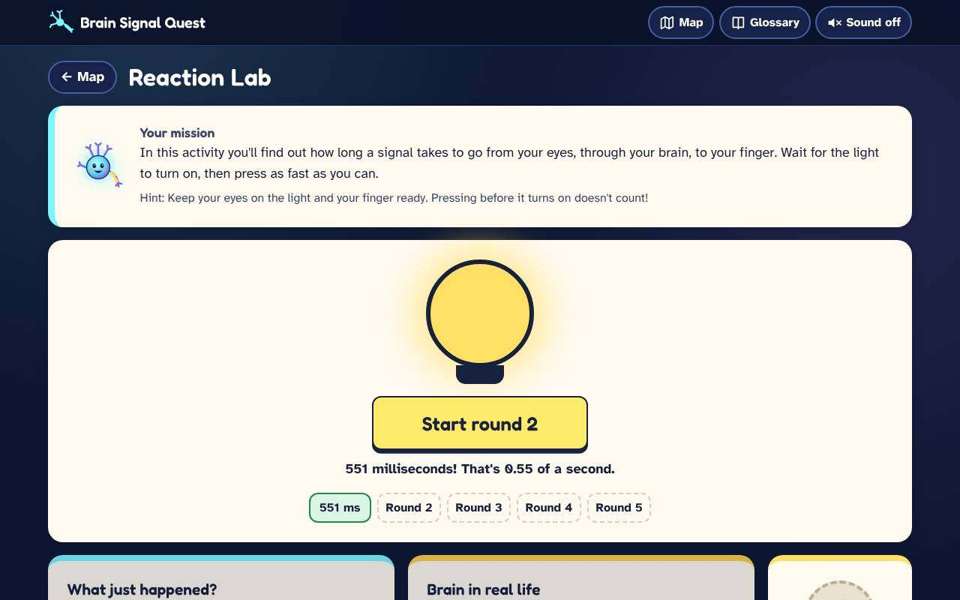 Brain Signal Quest
Map
Glossary
Sound off
Map
Reaction Lab
Your mission
In this activity you'll find out how long a signal takes to go from your eyes, through your brain, to your finger. Wait for the light
to turn on, then press as fast as you can.
Hint: Keep your eyes on the light and your finger ready. Pressing before it turns on doesn't count!
Start round 2
551 milliseconds! That's 0.55 of a second.
551 ms
Round 2
Round 3
Round 4
Round 5
What just happened?
Brain in real life